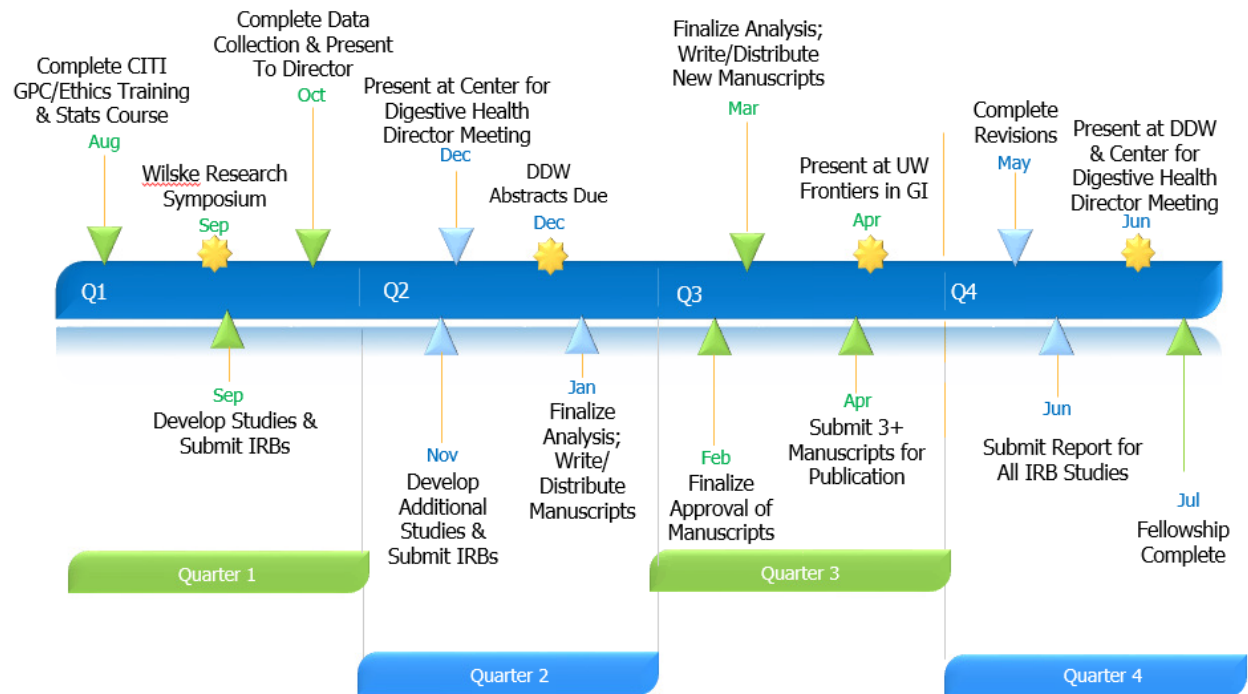 Complete CITI
GPC/Ethics Training
& Stats Course
Aug
Wilske Research
Symposium
Sep
Complete Data
Collection & Present
To Director
Oct
Present at Center for
Digestive Health
Director Meeting
Dec
DDW
Abstracts Due
Dec
Finalize Analysis;
Write/Distribute
New Manuscripts
Mar
Present at UW
Frontiers in GI
Apr
Complete
Revisions
May
Present at DDW
& Center for
Digestive Health
Director Meeting
Jun
Q1
Q2
Q3
Q4
Sep
Develop Studies &
Submit IRBs
Nov
Develop
Additional
Studies &
Submit IRBs
Jan
Finalize
Analysis;
Write/
Distribute
Manuscripts
Feb
Finalize
Approval of
Manuscripts
Apr
Submit 3+
Manuscripts for
Publication
Jun
Submit Report for
All IRB Studies
Jul
Fellowship
Complete
Quarter 1
Quarter 2
Quarter 3
Quarter 4